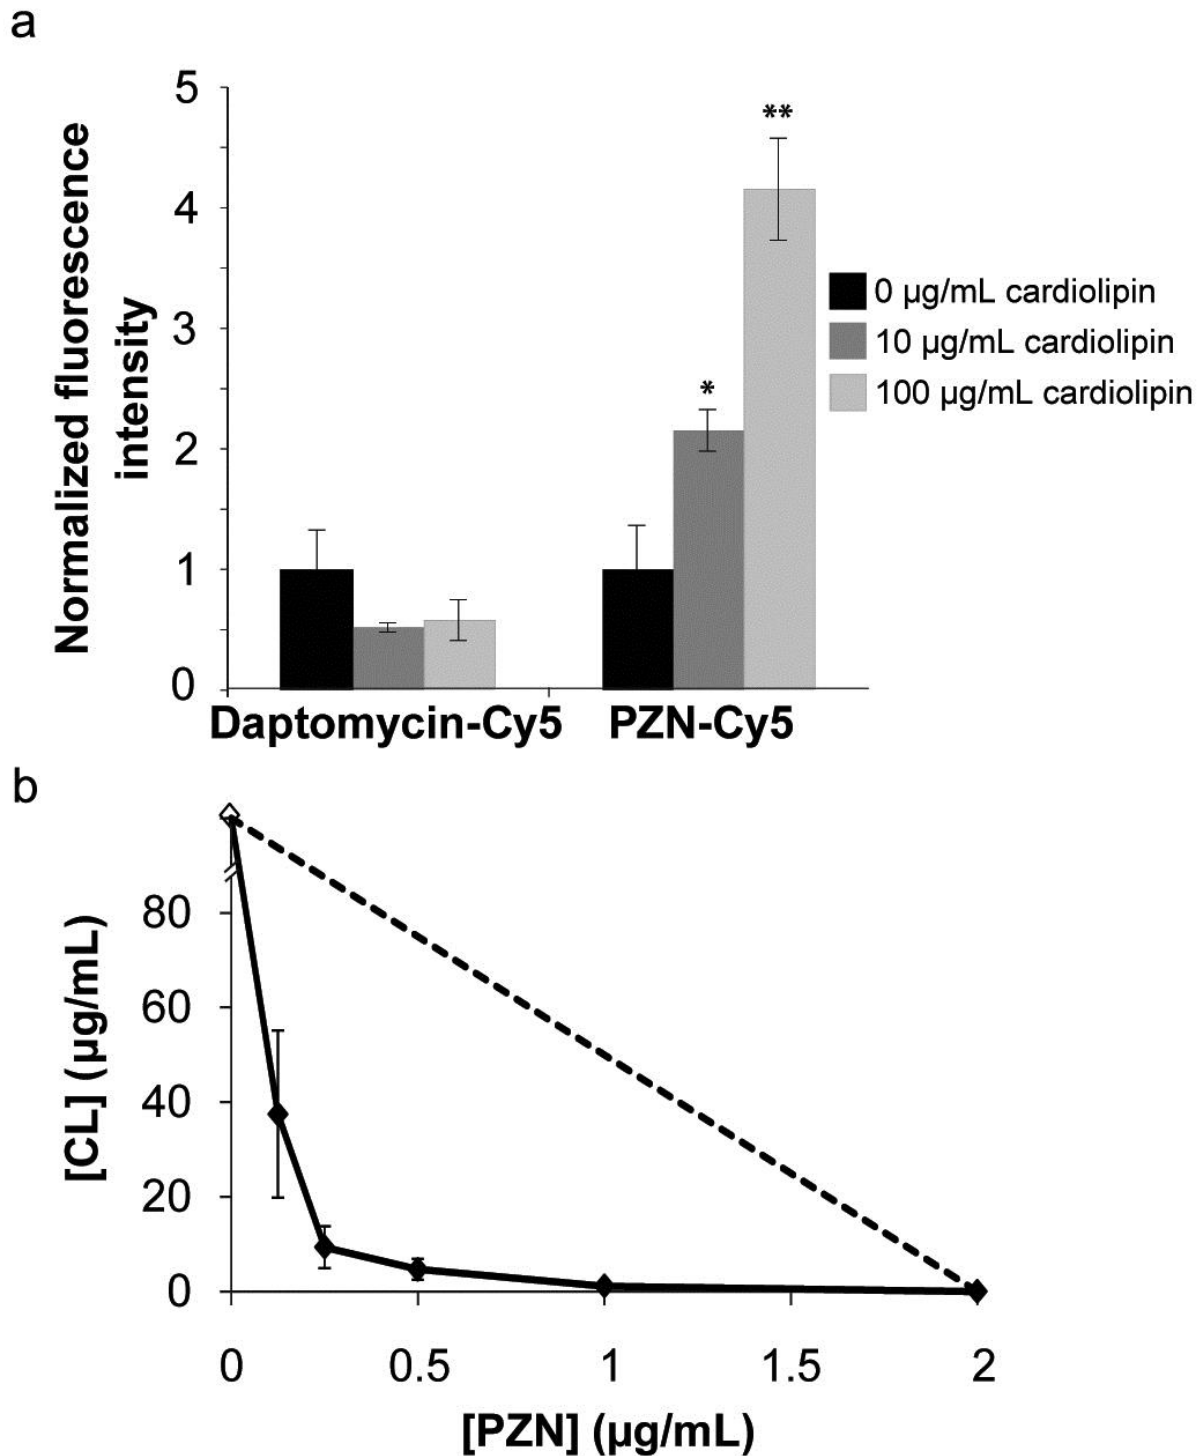 a
Normalized fluorescence
intensity
5
4
3
2
1
0
**
*
0 µg/mL cardiolipin
10 µg/mL cardiolipin
100 µg/mL cardiolipin
Daptomycin-Cy5
PZN-Cy5
b
[CL] (µg/mL)
80
60
40
20
0
0 0.5 1 1.5 2
[PZN] (µg/mL)